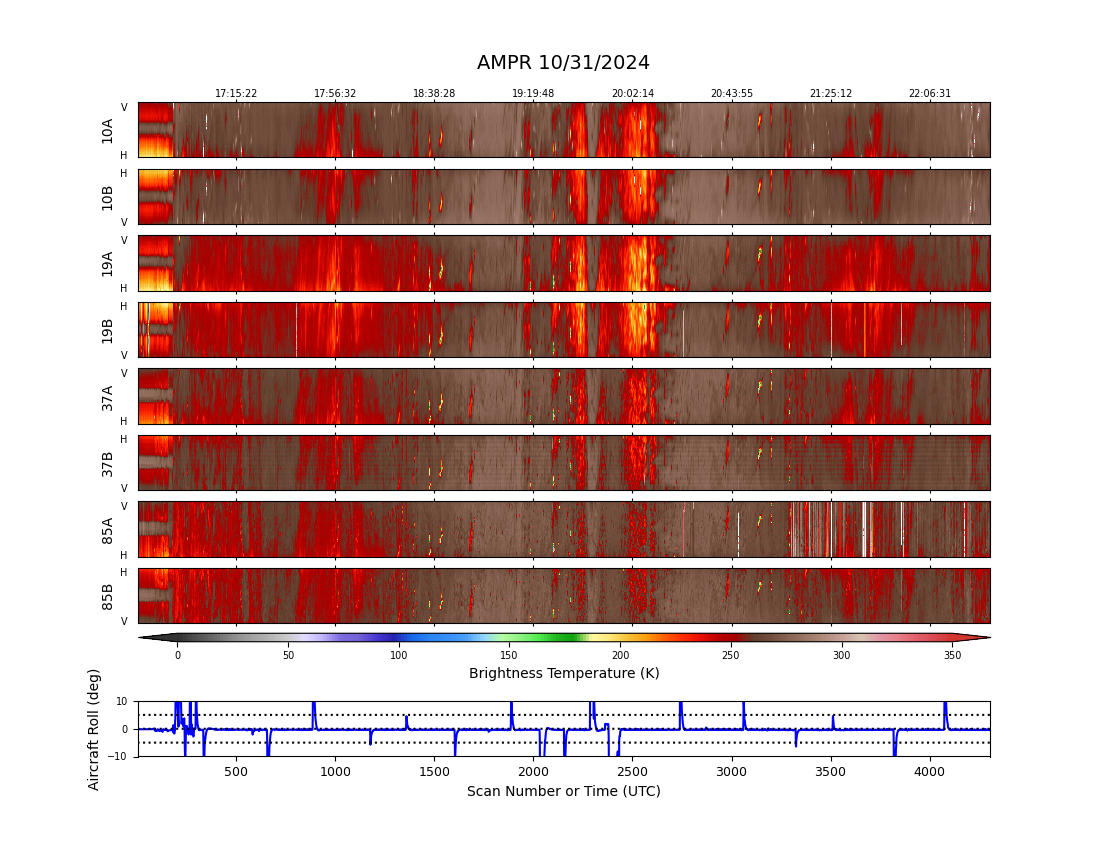 AMPR 10/31/2024
17:15:22 17:56:32 18:38:28 19:19:48 20:02:14 20:43:55 21:25:12 22:06:31
V
10A
H
H
10B
V
V
19A
H
H
19B
V
V
37A
H
H
37B
V
V
85A
H
H
85B
V
0 50 100 150 200 250 300 350
Brightness Temperature (K)
Aircraft Roll (deg)
10
0
−10
500 1000 1500 2000 2500 3000 3500 4000
Scan Number or Time (UTC)